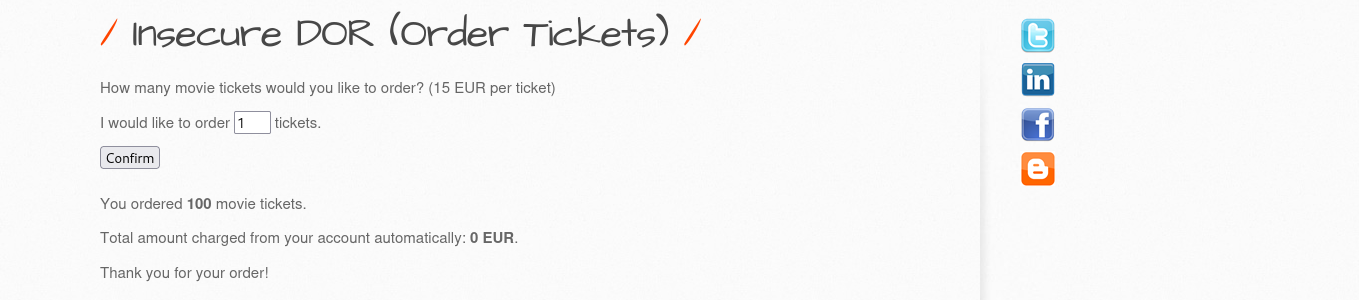 / Insecure DOR (Order Tickets) /
How many movie tickets would you like to order? (15 EUR per ticket)
I would like to order 1 tickets.
Confirm
You ordered 100 movie tickets.
Total amount charged from your account automatically: 0 EUR.
Thank you for your order!
t
in
f
B